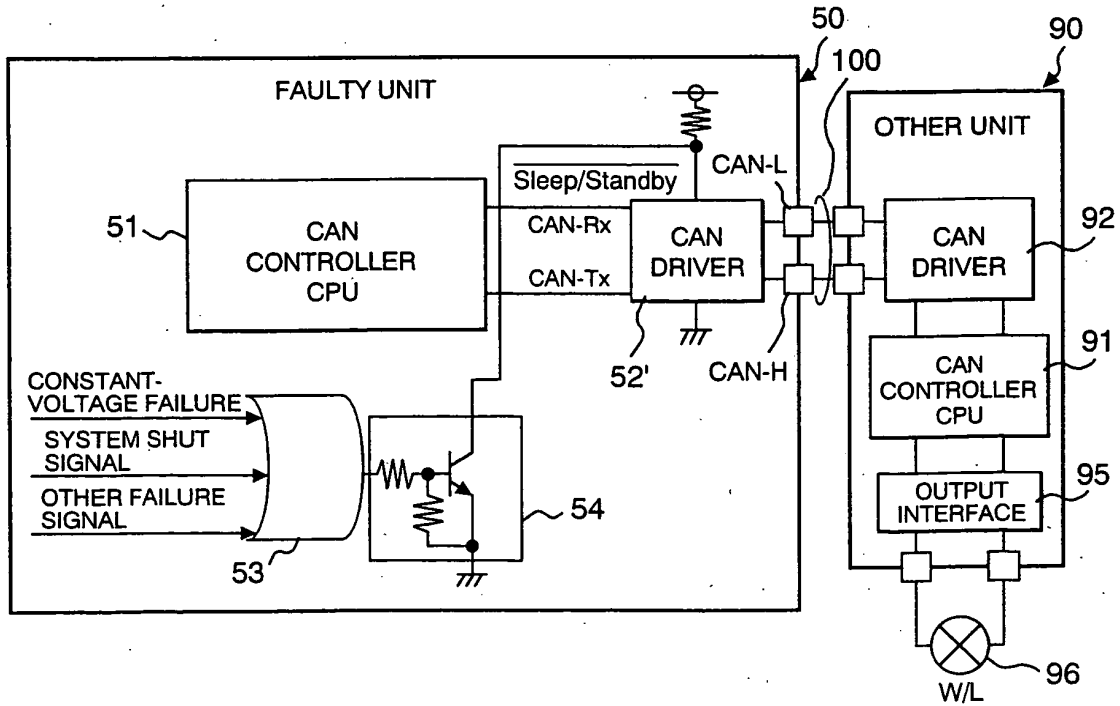 50
90
100
FAULTY UNIT
OTHER UNIT
CAN-L
Sleep/Standby
51
CAN
CONTROLLER
CPU
CAN-Rx
CAN-Tx
CAN
DRIVER
52'
CAN-H
CAN
DRIVER
92
91
CAN
CONTROLLER
CPU
CONSTANT-
VOLTAGE FAILURE
SYSTEM SHUT
SIGNAL
OTHER FAILURE
SIGNAL
53
54
95
OUTPUT
INTERFACE
96
W/L